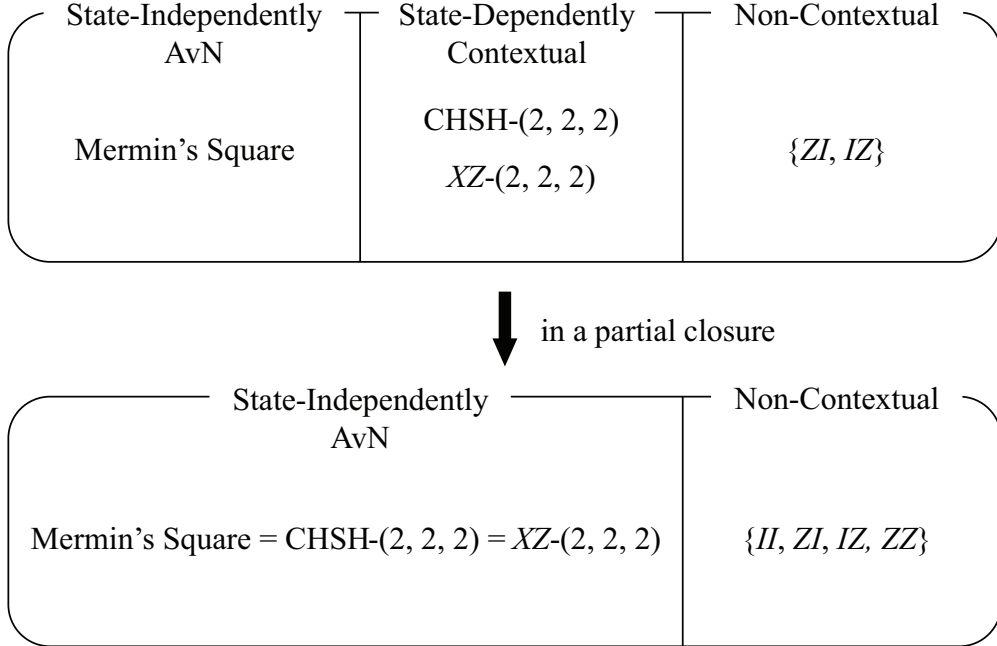 State-Independently
AvN
State-Dependently
Contextual
Non-Contextual
Mermin's Square
CHSH-(2, 2, 2)
XZ-(2, 2, 2)
{ZI, IZ}
in a partial closure
State-Independently
AvN
Non-Contextual
Mermin's Square = CHSH-(2, 2, 2) = XZ-(2, 2, 2)
{II, ZI, IZ, ZZ}